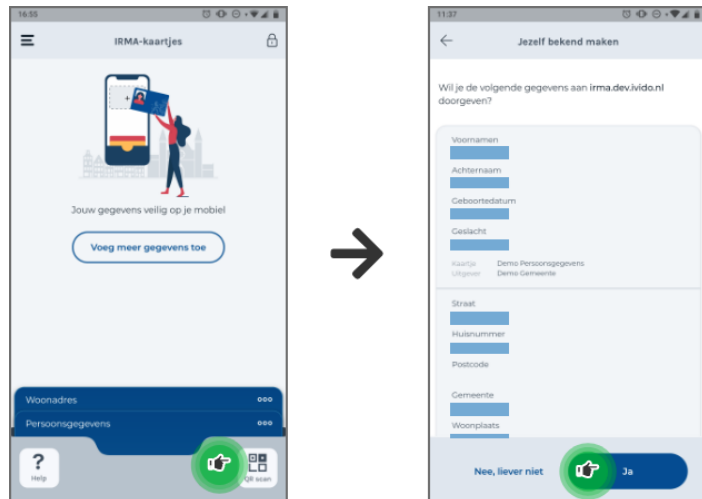 16.55
IRMA-kaartjes
Jouw gegevens veilig op je mobiel
Voeg meer gegevens toe
Woonadres
Persoonsgegevens
?
Help
QR scan
11:37
Jezelf bekend maken
Wil je de volgende gegevens aan irma.dev.ivido.nl
doorgeven?
Voornamen
Achternaam
Geboortedatum
Geslacht
Kaartje Demo Persoonsgegevens
Uitgever Demo Gemeente
Straat
Huisnummer
Postcode
Gemeente
Woonplaats
Nee, liever niet
Ja